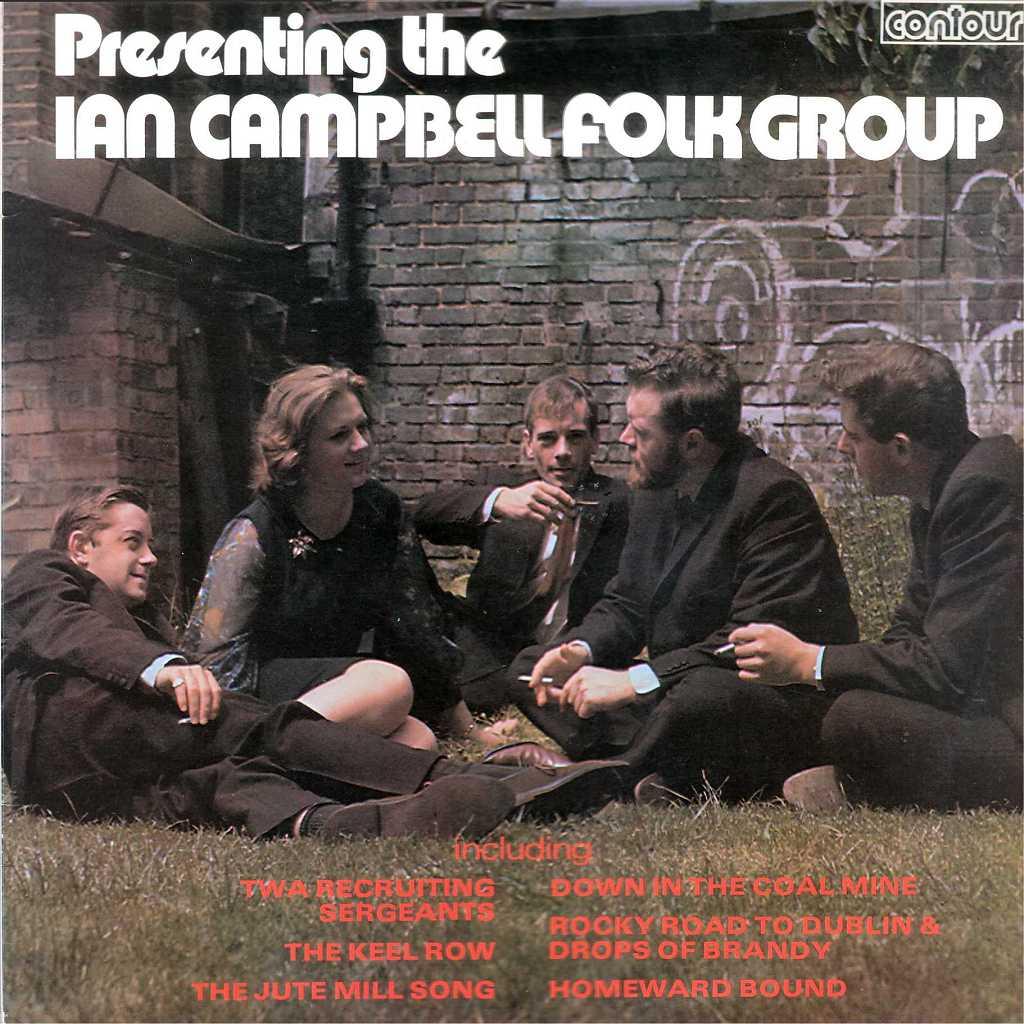 contour
Presenting the
IAN CAMPBELL FOLK GROUP
including
TWA RECRUITING
SERGEANTS
THE KEEL ROW
THE JUTE MILL SONG
DOWN IN THE COAL MINE
ROCKY ROAD TO DUBLIN &
DROPS OF BRANDY
HOMEWARD BOUND